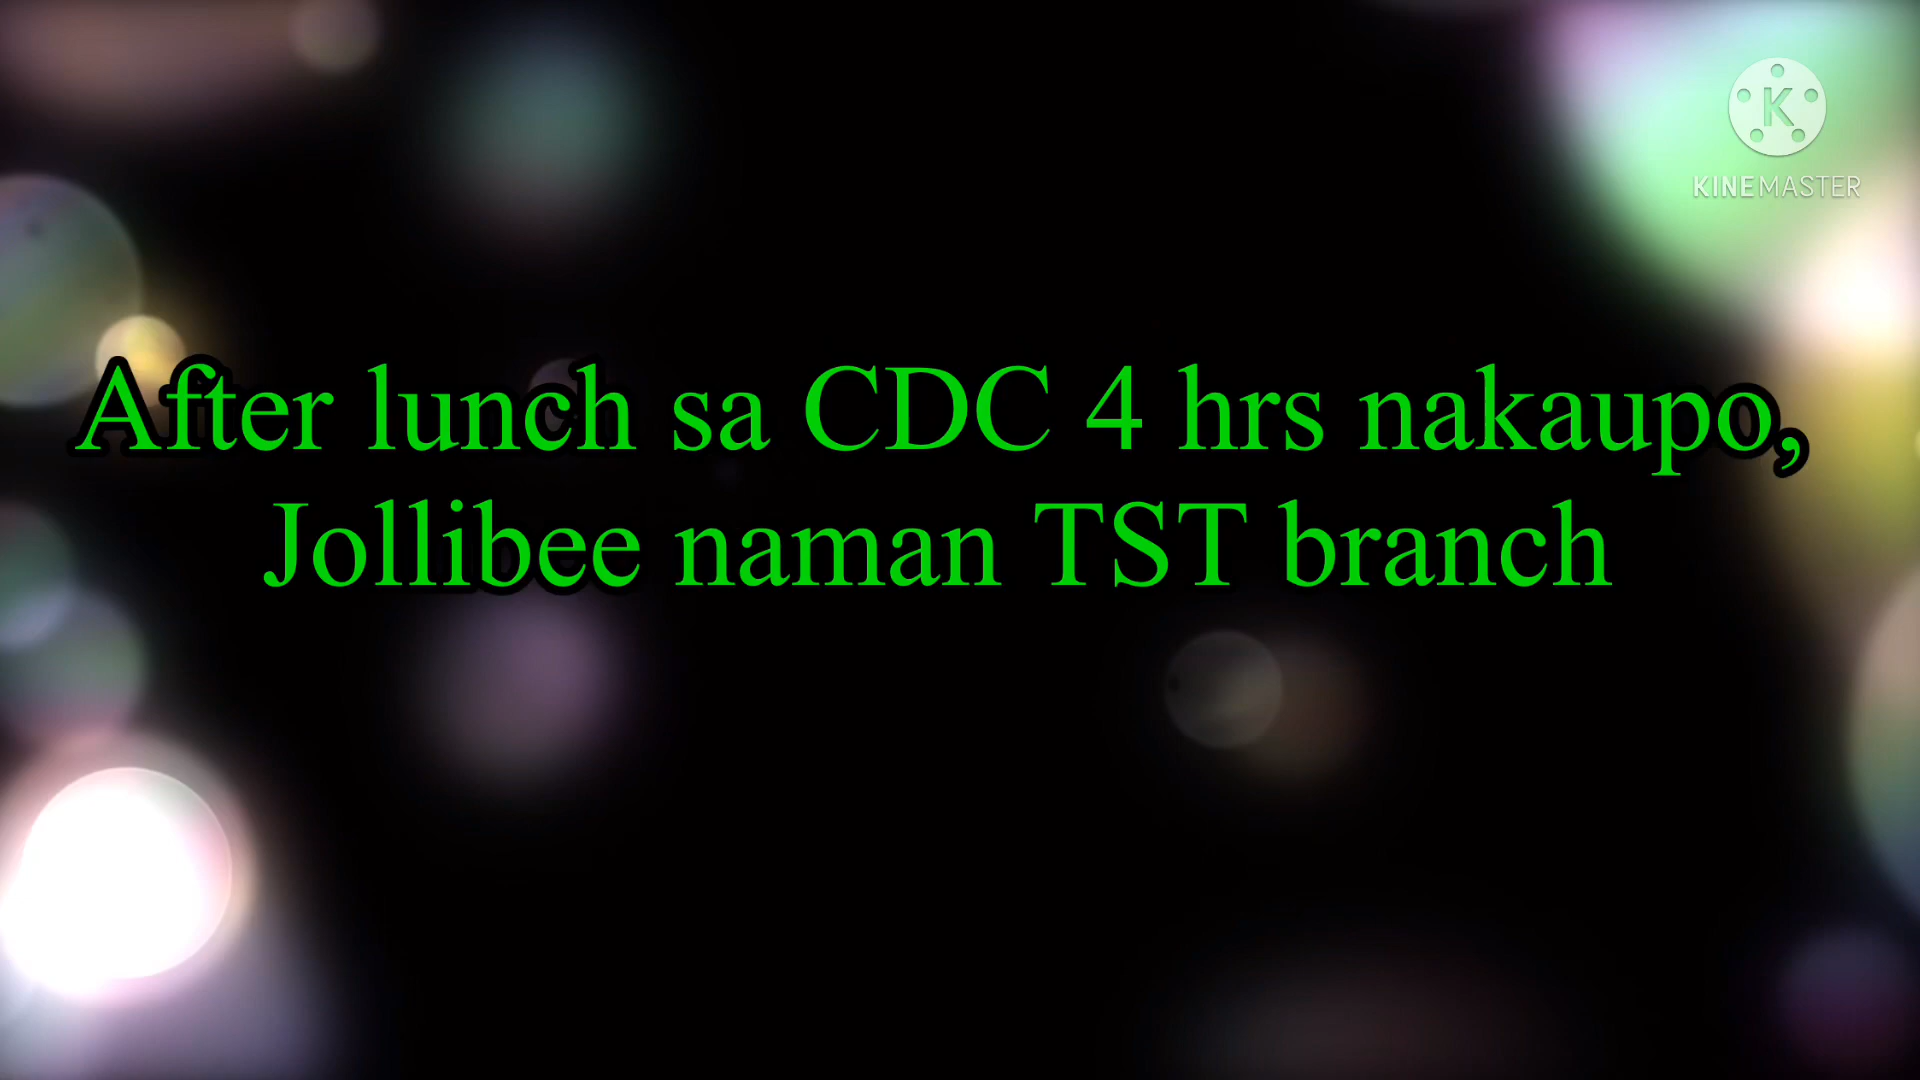 K
KINEMASTER
After lunch sa CDC 4 hrs nakaupo,
Jollibee naman TST branch